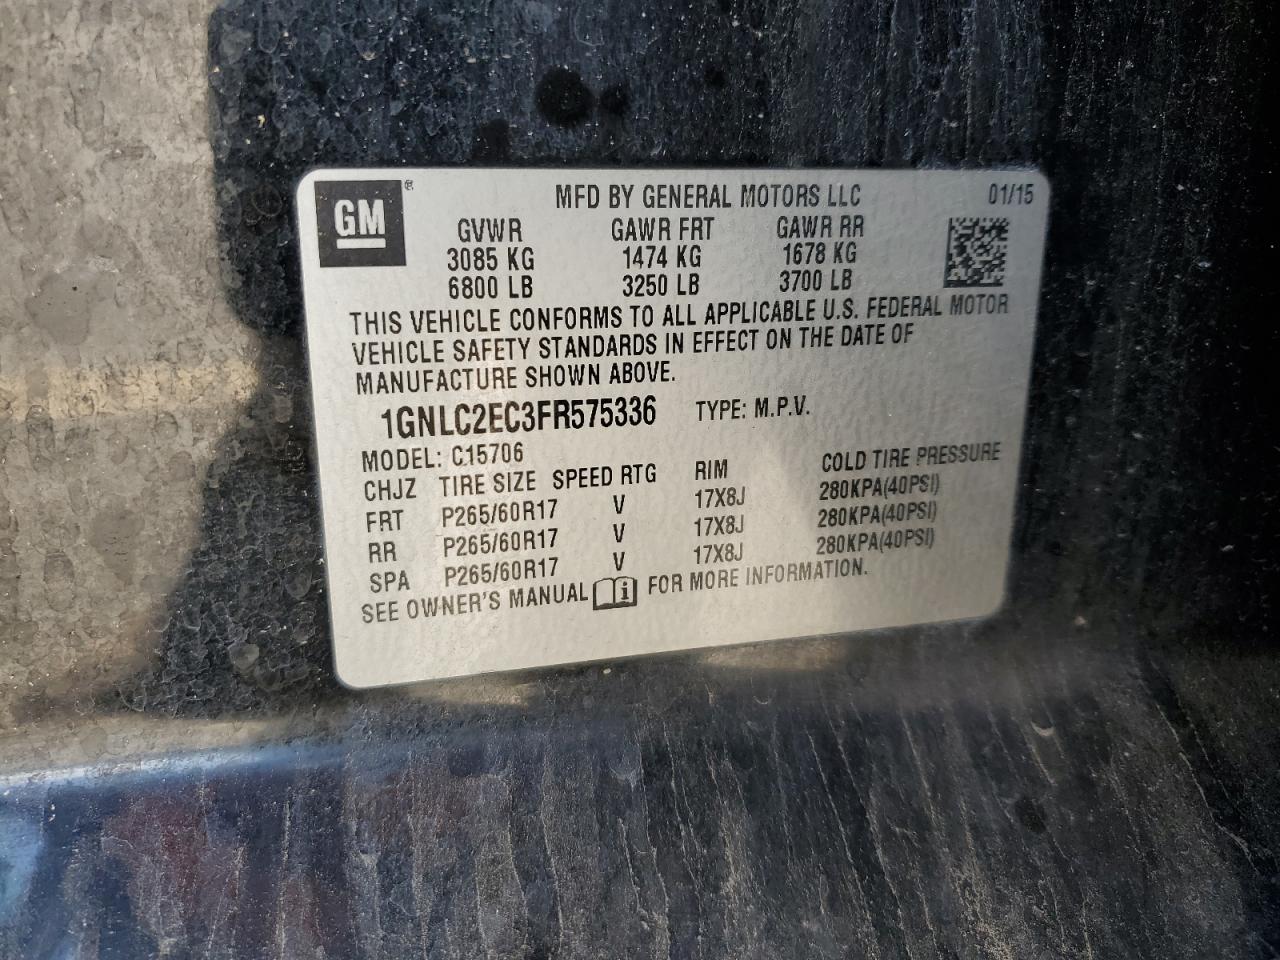 GM ® MFD BY GENERAL MOTORS LLC 01/15
GVWR GAWR FRT GAWR RR
3085 KG 1474 KG 1678 KG
6800 LB 3250 LB 3700 LB
THIS VEHICLE CONFORMS TO ALL APPLICABLE U.S. FEDERAL MOTOR
VEHICLE SAFETY STANDARDS IN EFFECT ON THE DATE OF
MANUFACTURE SHOWN ABOVE.
1GNLC2EC3FR575336 TYPE: M.P.V.
MODEL: C15706
CHJZ TIRE SIZE SPEED RTG RIM COLD TIRE PRESSURE
FRT P265/60R17 V 17X8J 280KPA(40PSI)
RR P265/60R17 V 17X8J 280KPA(40PSI)
SPA P265/60R17 V 17X8J 280KPA(40PSI)
SEE OWNER'S MANUAL i FOR MORE INFORMATION.